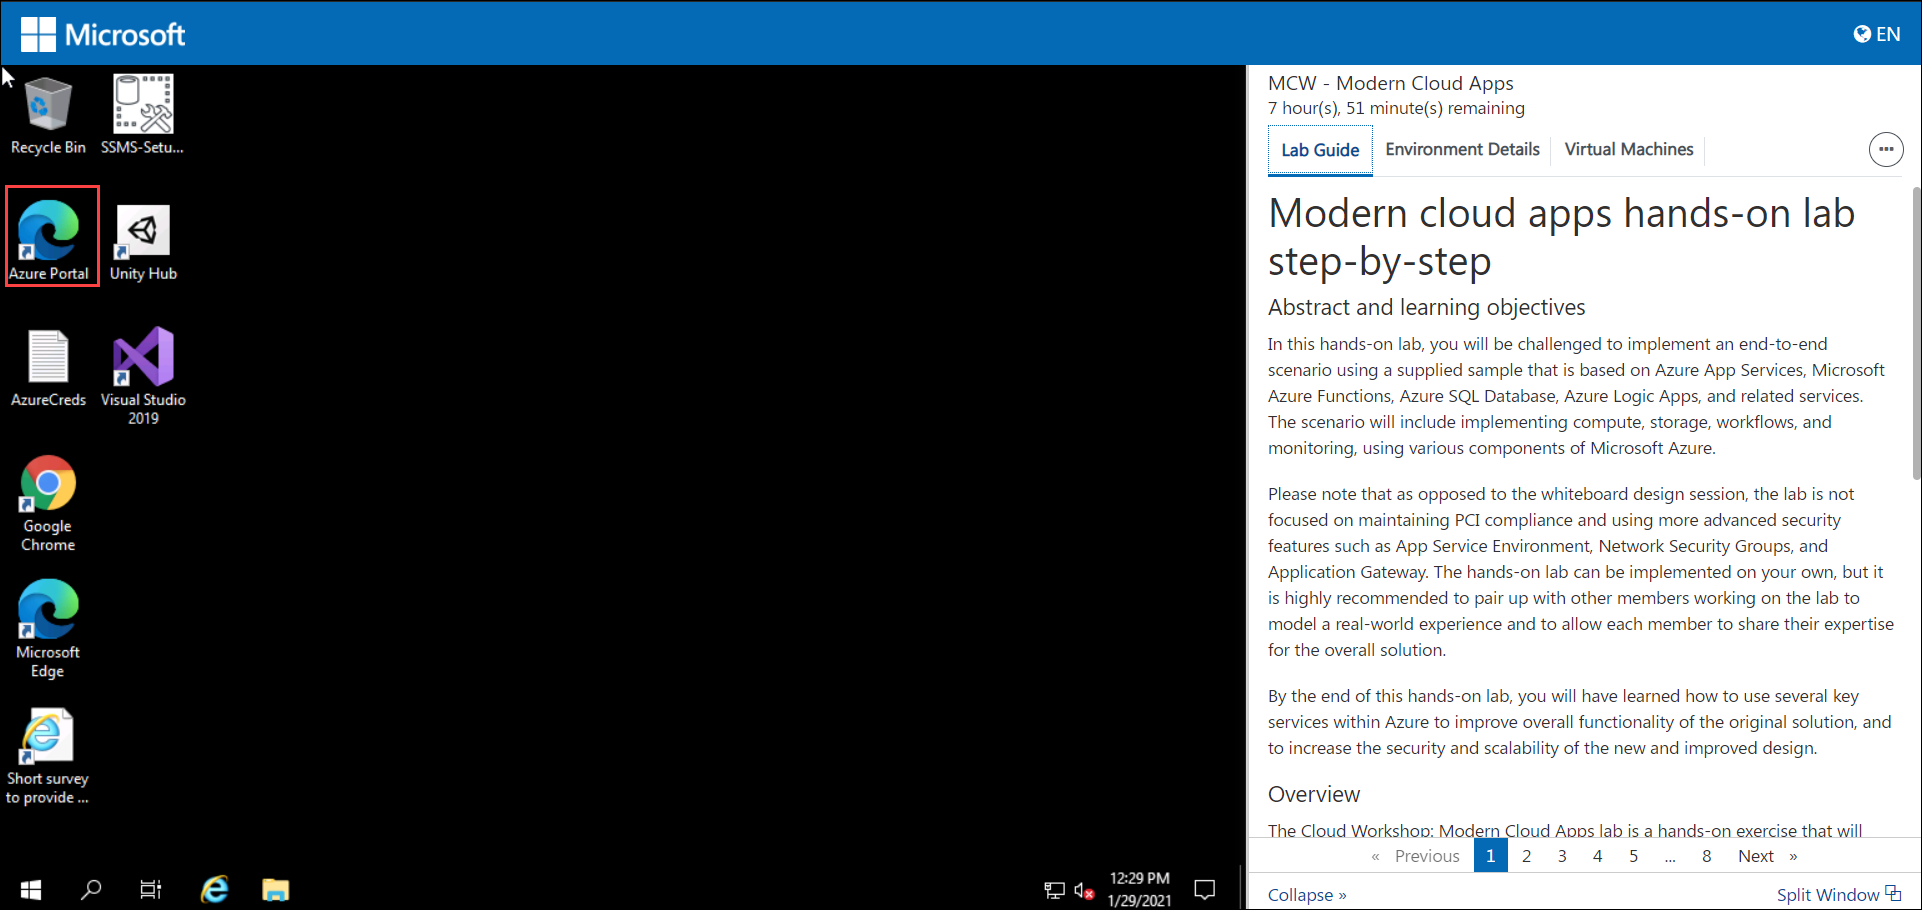 Microsoft
EN
Recycle Bin
SSMS-Setu...
Azure Portal
Unity Hub
AzureCreds
Visual Studio
2019
Google
Chrome
Microsoft
Edge
Short survey
to provide ...
12:29 PM
1/29/2021
MCW - Modern Cloud Apps
7 hour(s), 51 minute(s) remaining
Lab Guide
Environment Details
Virtual Machines
Modern cloud apps hands-on lab
step-by-step
Abstract and learning objectives
In this hands-on lab, you will be challenged to implement an end-to-end
scenario using a supplied sample that is based on Azure App Services, Microsoft
Azure Functions, Azure SQL Database, Azure Logic Apps, and related services.
The scenario will include implementing compute, storage, workflows, and
monitoring, using various components of Microsoft Azure.
Please note that as opposed to the whiteboard design session, the lab is not
focused on maintaining PCI compliance and using more advanced security
features such as App Service Environment, Network Security Groups, and
Application Gateway. The hands-on lab can be implemented on your own, but it
is highly recommended to pair up with other members working on the lab to
model a real-world experience and to allow each member to share their expertise
for the overall solution.
By the end of this hands-on lab, you will have learned how to use several key
services within Azure to improve overall functionality of the original solution, and
to increase the security and scalability of the new and improved design.
Overview
The Cloud Workshop: Modern Cloud Apps lab is a hands-on exercise that will
« Previous 1 2 3 4 5 ... 8 Next »
Collapse » Split Window